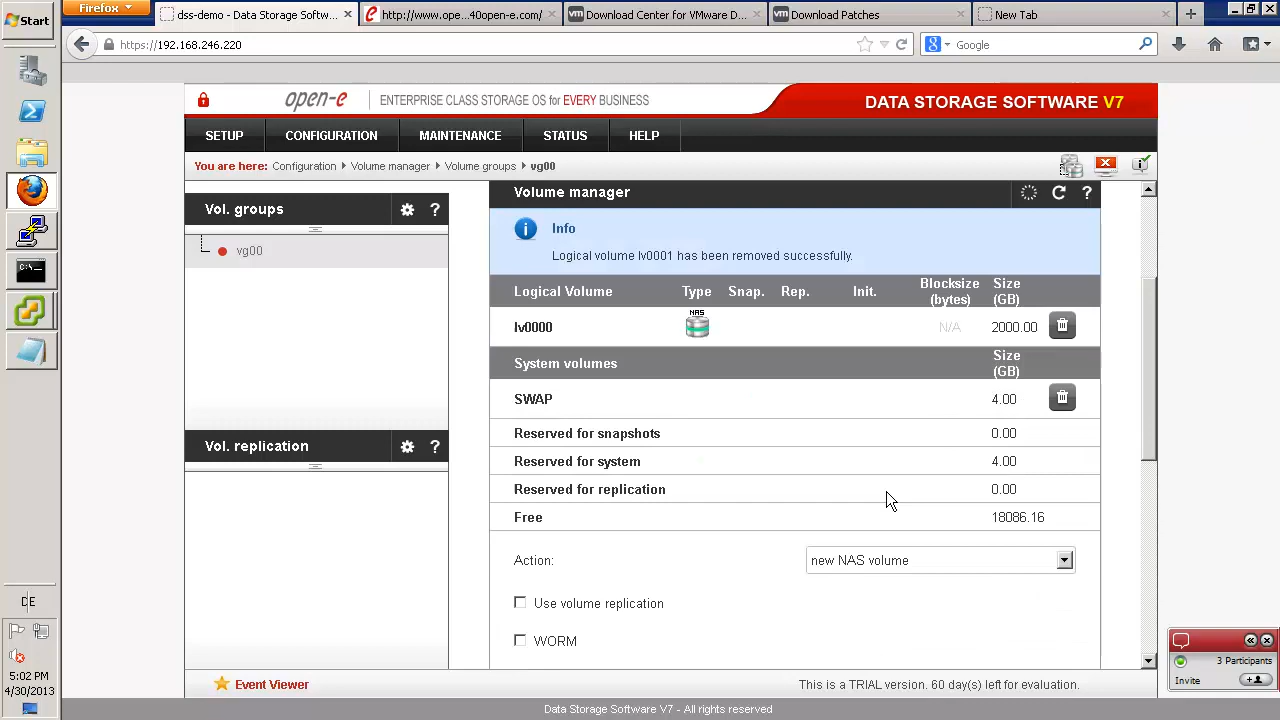 Start
Firefox
dss-demo - Data Storage Softw...
http://www.ope...40open-e.com/
Download Center for VMware D...
Download Patches
New Tab
https://192.168.246.220
Google
open-e
ENTERPRISE CLASS STORAGE OS for EVERY BUSINESS
DATA STORAGE SOFTWARE V7
SETUP
CONFIGURATION
MAINTENANCE
STATUS
HELP
You are here: Configuration Volume manager Volume groups vg00
Vol. groups
?
vg00
Vol. replication
?
Volume manager
?
Info
Logical volume lv0001 has been removed successfully.
Logical Volume Type Snap. Rep. Init. Blocksize (bytes) Size (GB)
lv0000 NAS N/A 2000.00
System volumes Size (GB)
SWAP 4.00
Reserved for snapshots 0.00
Reserved for system 4.00
Reserved for replication 0.00
Free 18086.16
Action: new NAS volume
Use volume replication
WORM
Event Viewer
This is a TRIAL version. 60 day(s) left for evaluation.
Data Storage Software V7 - All rights reserved
C:\
DE
5:02 PM
4/30/2013
3 Participants
Invite